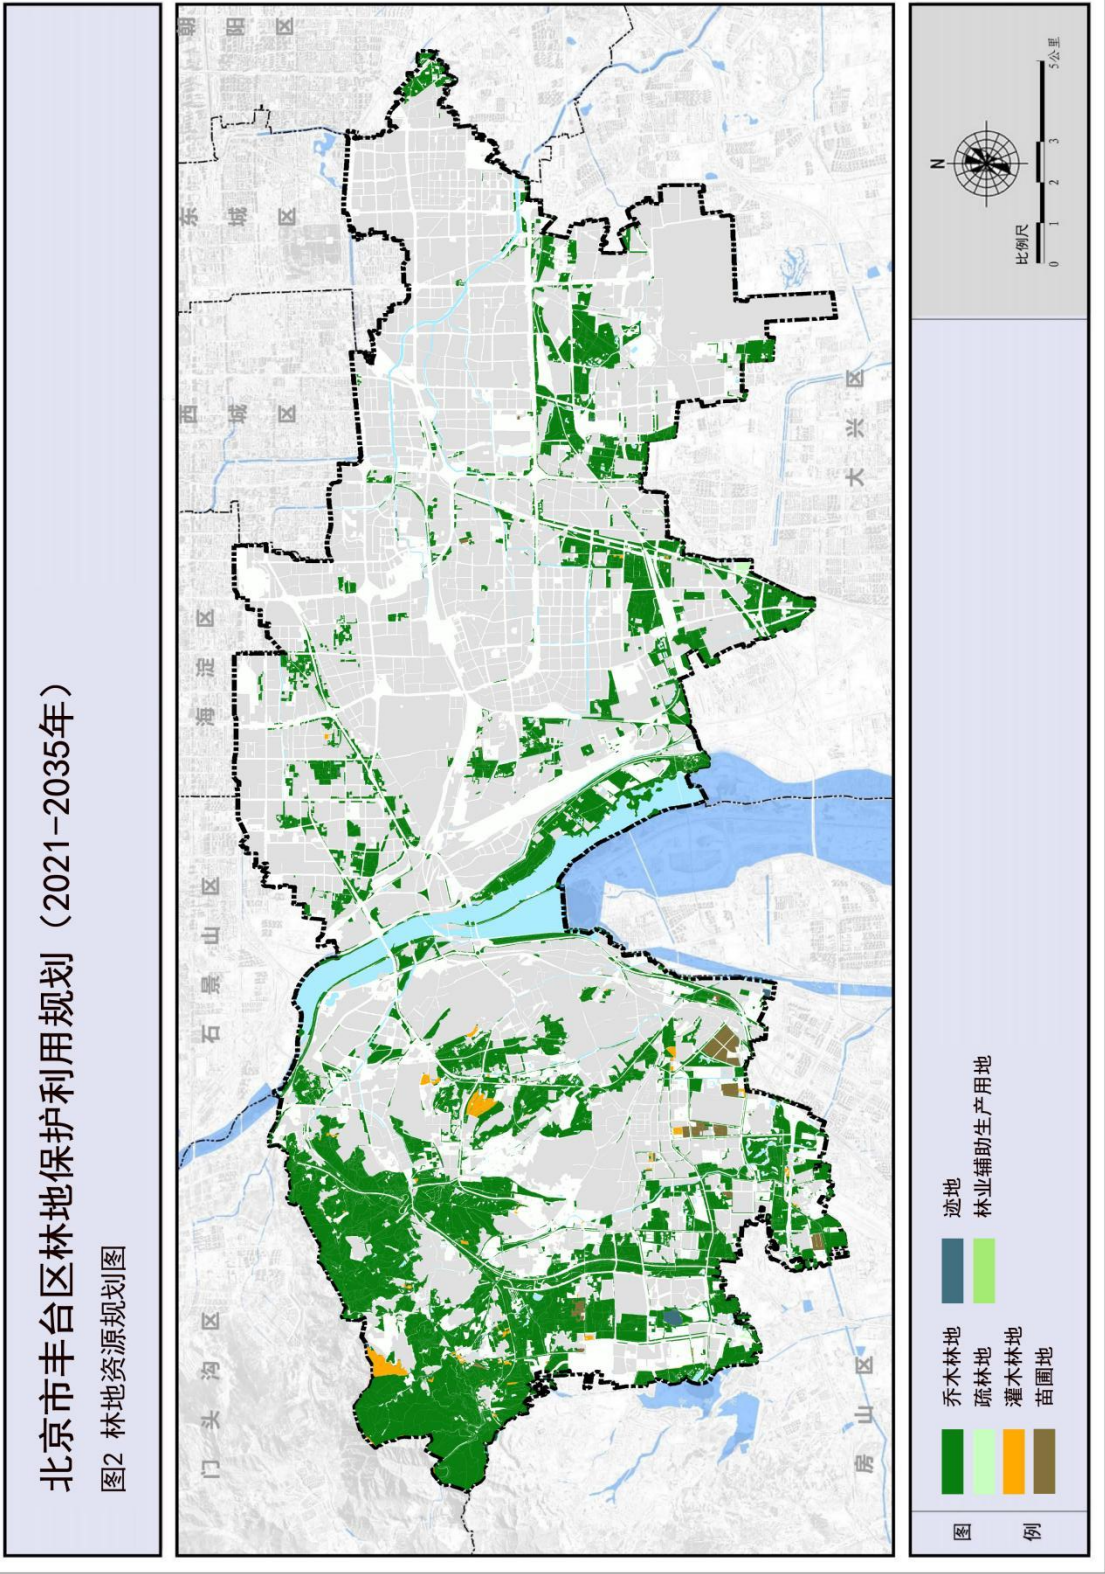 北京市丰台区林地保护利用规划（2021-2035年）
图2 林地资源规划图
门头沟区
石景山区
海淀区
西城区
东城区
朝阳区
房山区
大兴区
图例
乔木林地
疏林地
灌木林地
苗圃地
迹地
林业辅助生产用地
N
比例尺
0 1 2 3 5公里